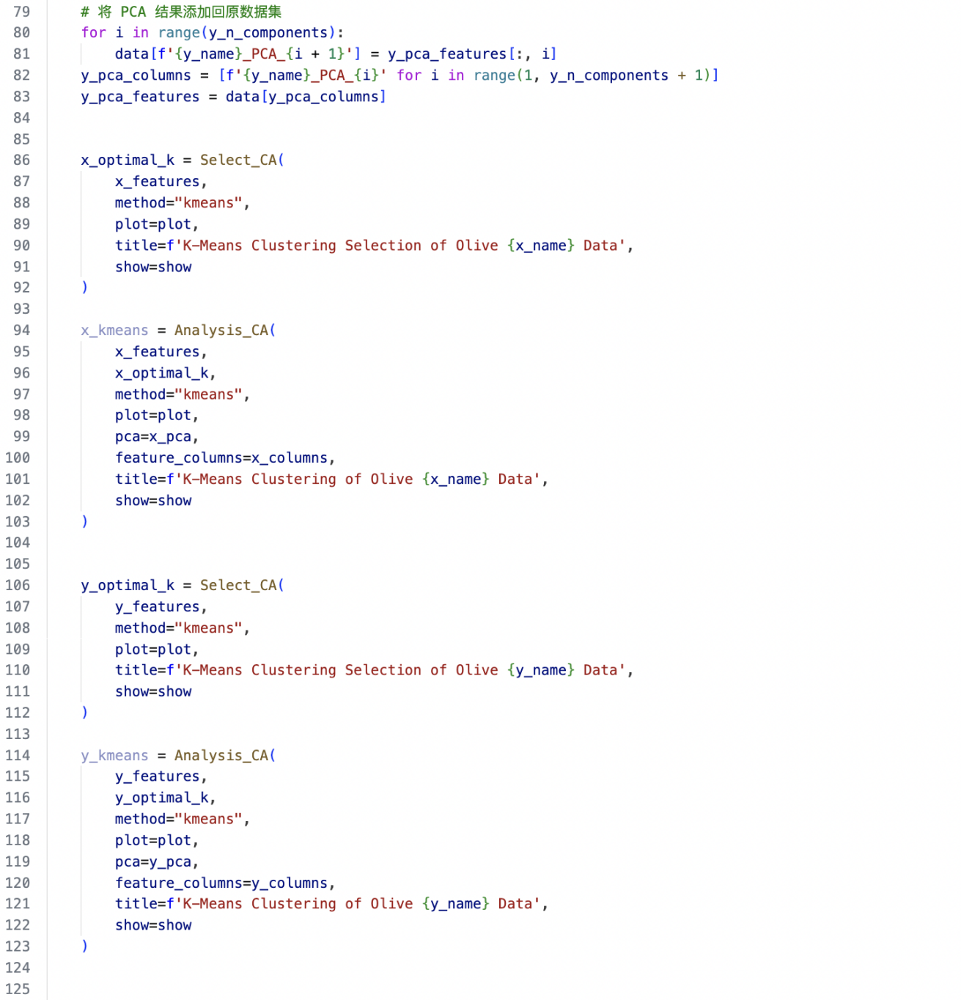 79 # 将 PCA 结果添加回原数据集
80 for i in range(y_n_components):
81 data[f'{y_name}_PCA_{i + 1}'] = y_pca_features[:, i]
82 y_pca_columns = [f'{y_name}_PCA_{i}' for i in range(1, y_n_components + 1)]
83 y_pca_features = data[y_pca_columns]
84
85
86 x_optimal_k = Select_CA(
87 x_features,
88 method="kmeans",
89 plot=plot,
90 title=f'K-Means Clustering Selection of Olive {x_name} Data',
91 show=show
92 )
93
94 x_kmeans = Analysis_CA(
95 x_features,
96 x_optimal_k,
97 method="kmeans",
98 plot=plot,
99 pca=x_pca,
100 feature_columns=x_columns,
101 title=f'K-Means Clustering of Olive {x_name} Data',
102 show=show
103 )
104
105
106 y_optimal_k = Select_CA(
107 y_features,
108 method="kmeans",
109 plot=plot,
110 title=f'K-Means Clustering Selection of Olive {y_name} Data',
111 show=show
112 )
113
114 y_kmeans = Analysis_CA(
115 y_features,
116 y_optimal_k,
117 method="kmeans",
118 plot=plot,
119 pca=y_pca,
120 feature_columns=y_columns,
121 title=f'K-Means Clustering of Olive {y_name} Data',
122 show=show
123 )
124
125